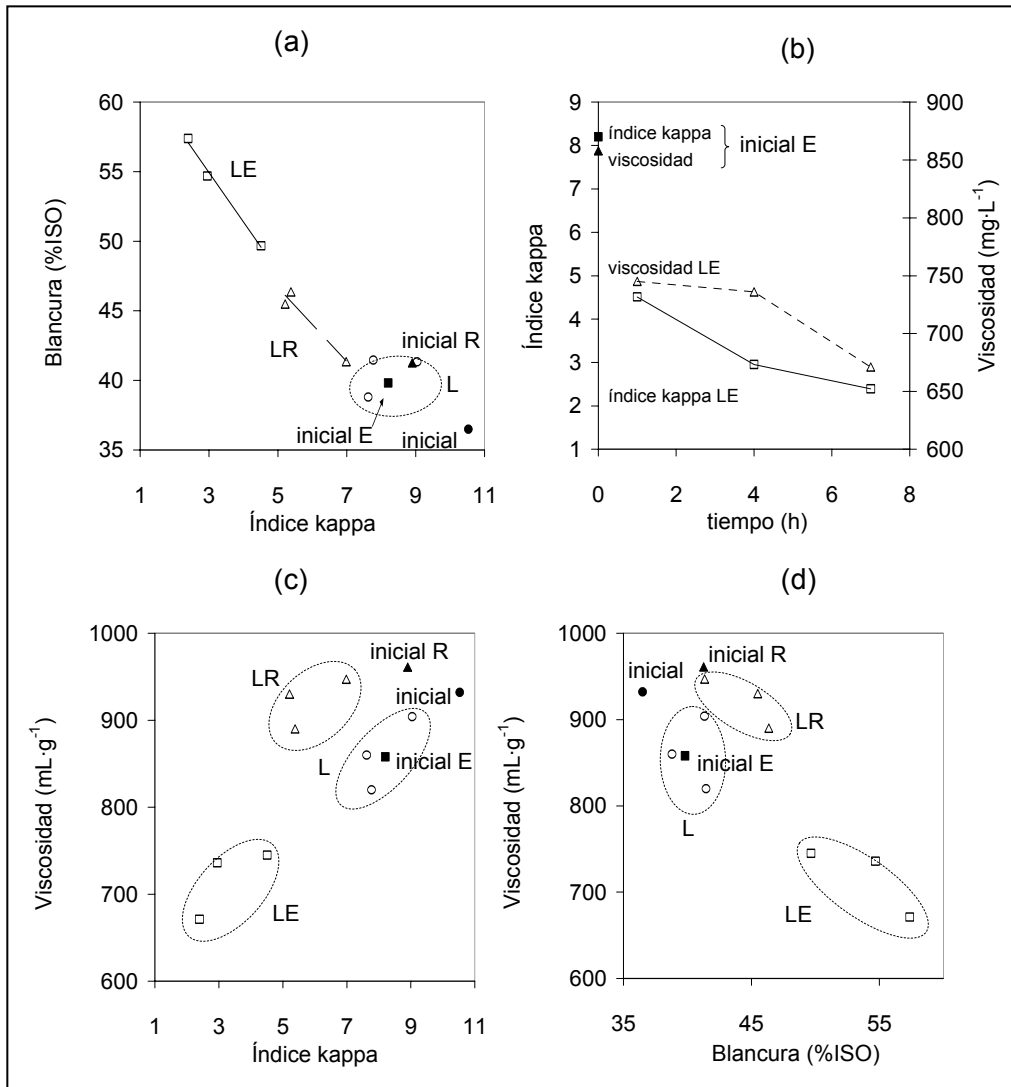 (a)
Blancura (%ISO)
60
55
50
45
40
35
LE
LR
inicial R
L
inicial E
inicial
1 3 5 7 9 11
Índice kappa
(b)
Índice kappa
9
8
7
6
5
4
3
2
1
índice kappa
viscosidad
inicial E
viscosidad LE
índice kappa LE
900
850
800
750
700
650
600
Viscosidad (mg·L-1)
0 2 4 6 8
tiempo (h)
(c)
Viscosidad (mL·g-1)
1000
900
800
700
600
inicial R
LR
inicial
L
inicial E
LE
1 3 5 7 9 11
Índice kappa
(d)
Viscosidad (mL·g-1)
1000
900
800
700
600
inicial R
inicial
LR
inicial E
L
LE
35 45 55
Blancura (%ISO)